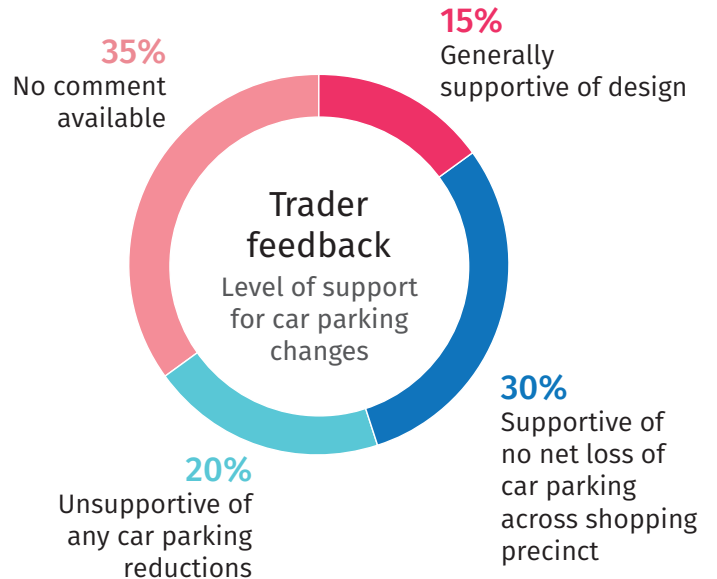 15%
Generally
supportive of design
35%
No comment
available
Trader
feedback
Level of support
for car parking
changes
30%
Supportive of
no net loss of
car parking
across shopping
precinct
20%
Unsupportive of
any car parking
reductions